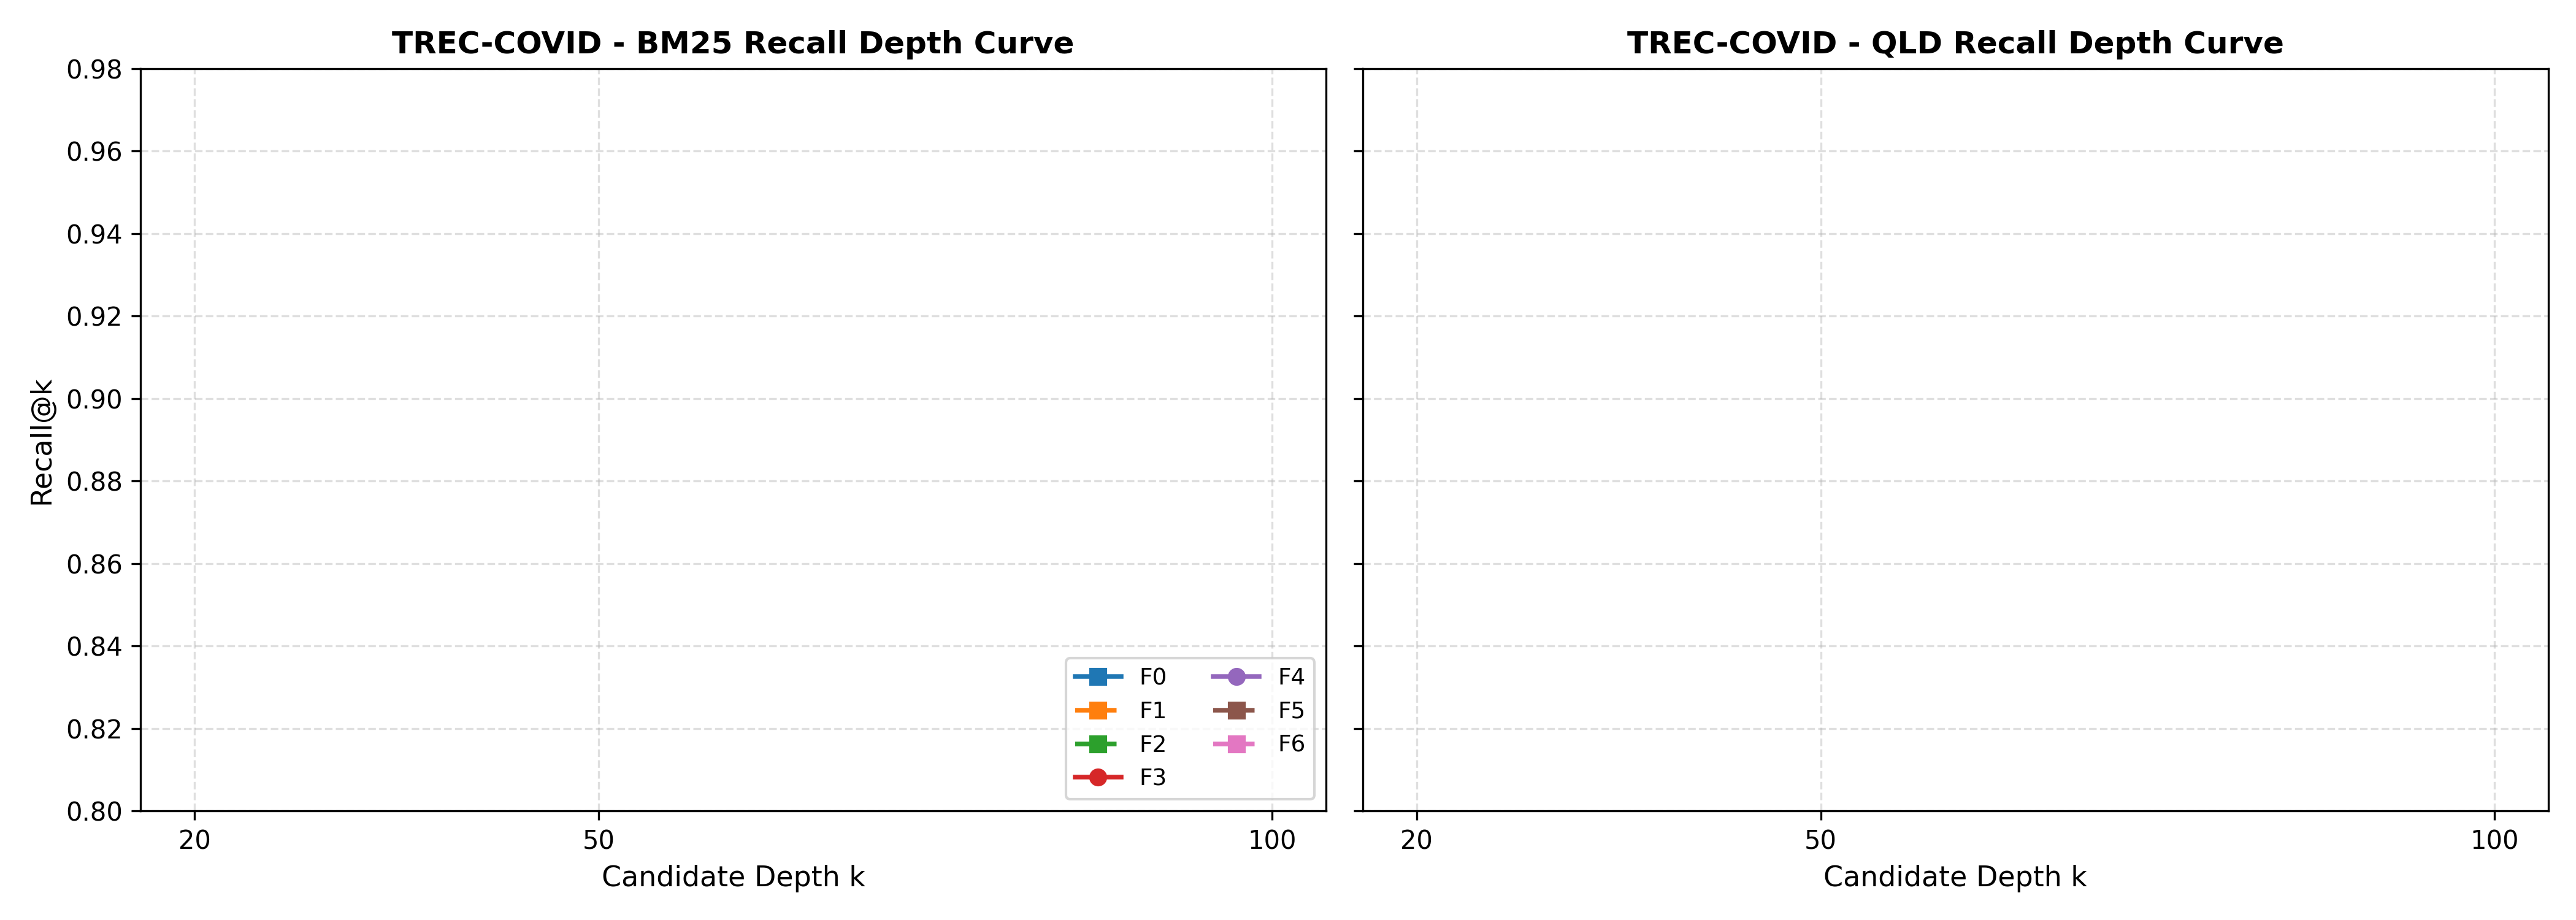 TREC-COVID - BM25 Recall Depth Curve
Recall@k
0.98
0.96
0.94
0.92
0.90
0.88
0.86
0.84
0.82
0.80
20 50 100
Candidate Depth k
F0 F4
F1 F5
F2 F6
F3
TREC-COVID - QLD Recall Depth Curve
20 50 100
Candidate Depth k